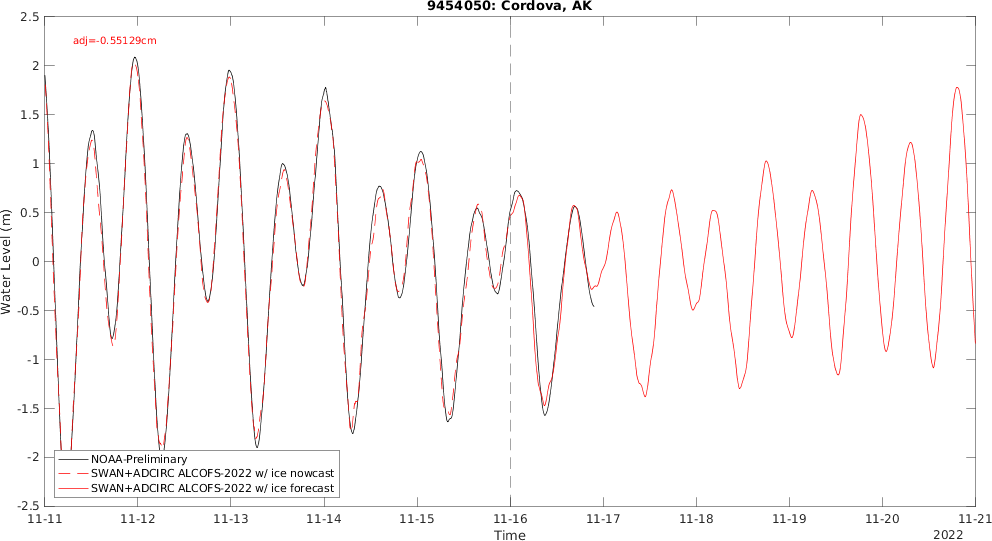 9454050: Cordova, AK
adj=-0.55129cm
2.5
2
1.5
1
0.5
0
-0.5
-1
-1.5
-2
-2.5
Water Level (m)
NOAA-Preliminary
SWAN+ADCIRC ALCOFS-2022 w/ ice nowcast
SWAN+ADCIRC ALCOFS-2022 w/ ice forecast
11-11 11-12 11-13 11-14 11-15 11-16 11-17 11-18 11-19 11-20 11-21
Time
2022